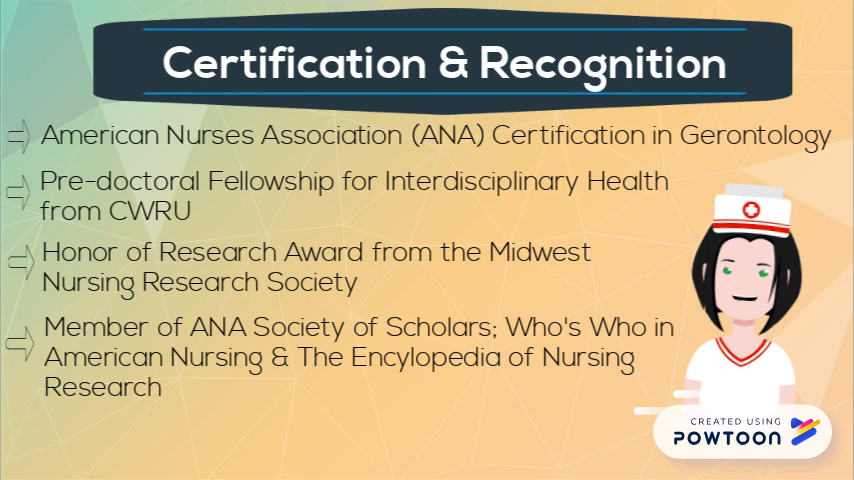 Certification & Recognition
American Nurses Association (ANA) Certification in Gerontology
Pre-doctoral Fellowship for Interdisciplinary Health
from CWRU
Honor of Research Award from the Midwest
Nursing Research Society
Member of ANA Society of Scholars; Who's Who in
American Nursing & The Encylopedia of Nursing
Research
CREATED USING
POWTOON